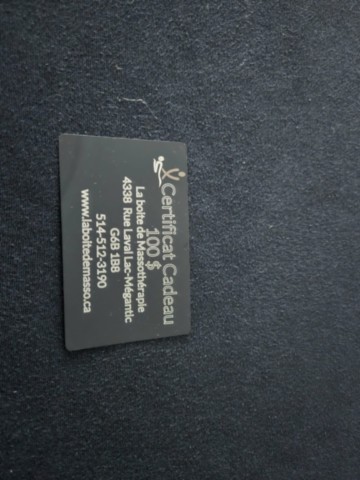 Certificat Cadeau
100 $
La boite de Massothérapie
4338 Rue Laval Lac-Mégantic
G6B 1B8
514-512-3190
www.laboitedemasso.ca